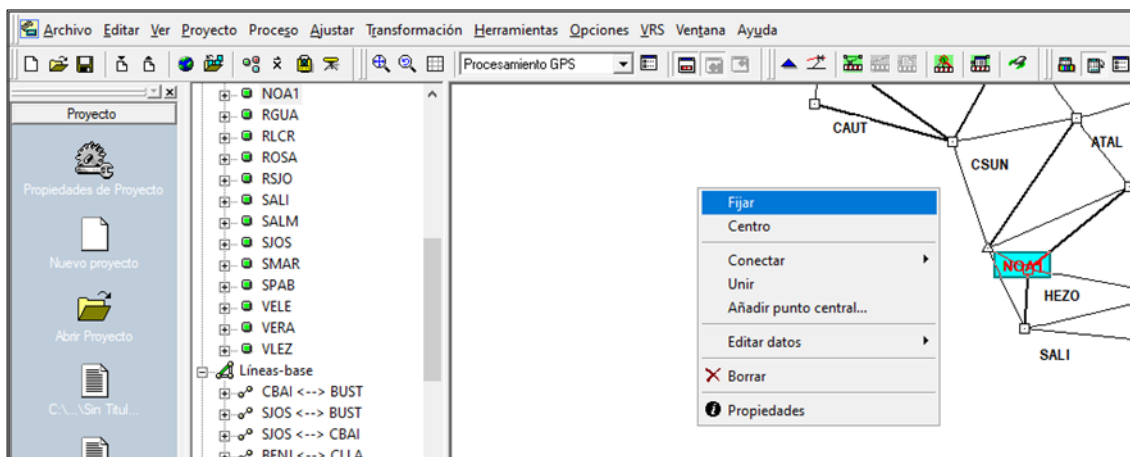 Archivo Editar Ver Proyecto Proceso Ajustar Transformación Herramientas Opciones VRS Ventana Ayuda
Procesamiento GPS
Proyecto
Propiedades de Proyecto
Nuevo proyecto
Abrir Proyecto
C:\...\Sin Titul...
NOA1
RGUA
RLCR
ROSA
RSJO
SALI
SALM
SJOS
SMAR
SPAB
VELE
VERA
VLEZ
Líneas-base
CBAI <--> BUST
SJOS <--> BUST
SJOS <--> CBAI
Fijar
Centro
Conectar
Unir
Añadir punto central...
Editar datos
Borrar
Propiedades
CAUT
CSUN
ATAL
NOA1
HEZO
SALI